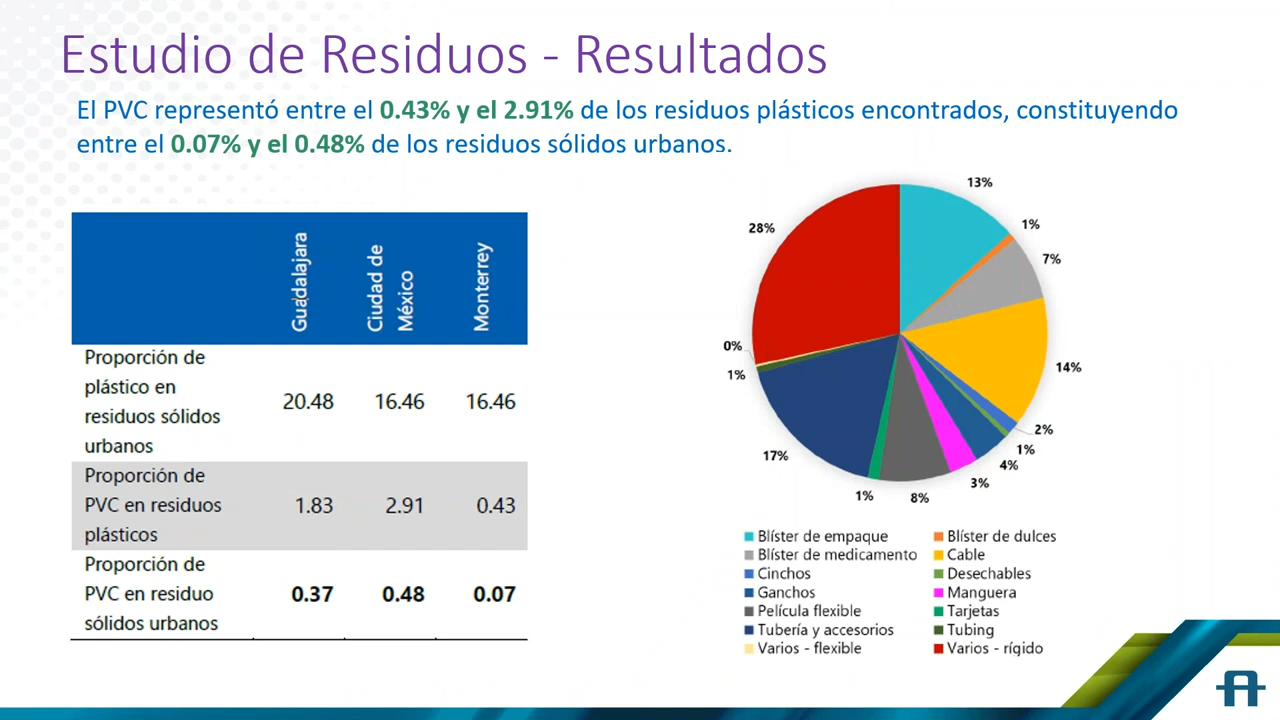 Estudio de Residuos - Resultados
El PVC representó entre el 0.43% y el 2.91% de los residuos plásticos encontrados, constituyendo
entre el 0.07% y el 0.48% de los residuos sólidos urbanos.
Guadalajara
Ciudad de
México
Monterrey
Proporción de
plástico en
residuos sólidos
urbanos
20.48 16.46 16.46
Proporción de
PVC en residuos
plásticos
1.83 2.91 0.43
Proporción de
PVC en residuo
sólidos urbanos
0.37 0.48 0.07
13%
1%
7%
14%
2%
1%
4%
3%
8%
1%
17%
1%
0%
28%
Blíster de empaque Blíster de dulces
Blíster de medicamento Cable
Cinchos Desechables
Ganchos Manguera
Película flexible Tarjetas
Tubería y accesorios Tubing
Varios - flexible Varios - rígido